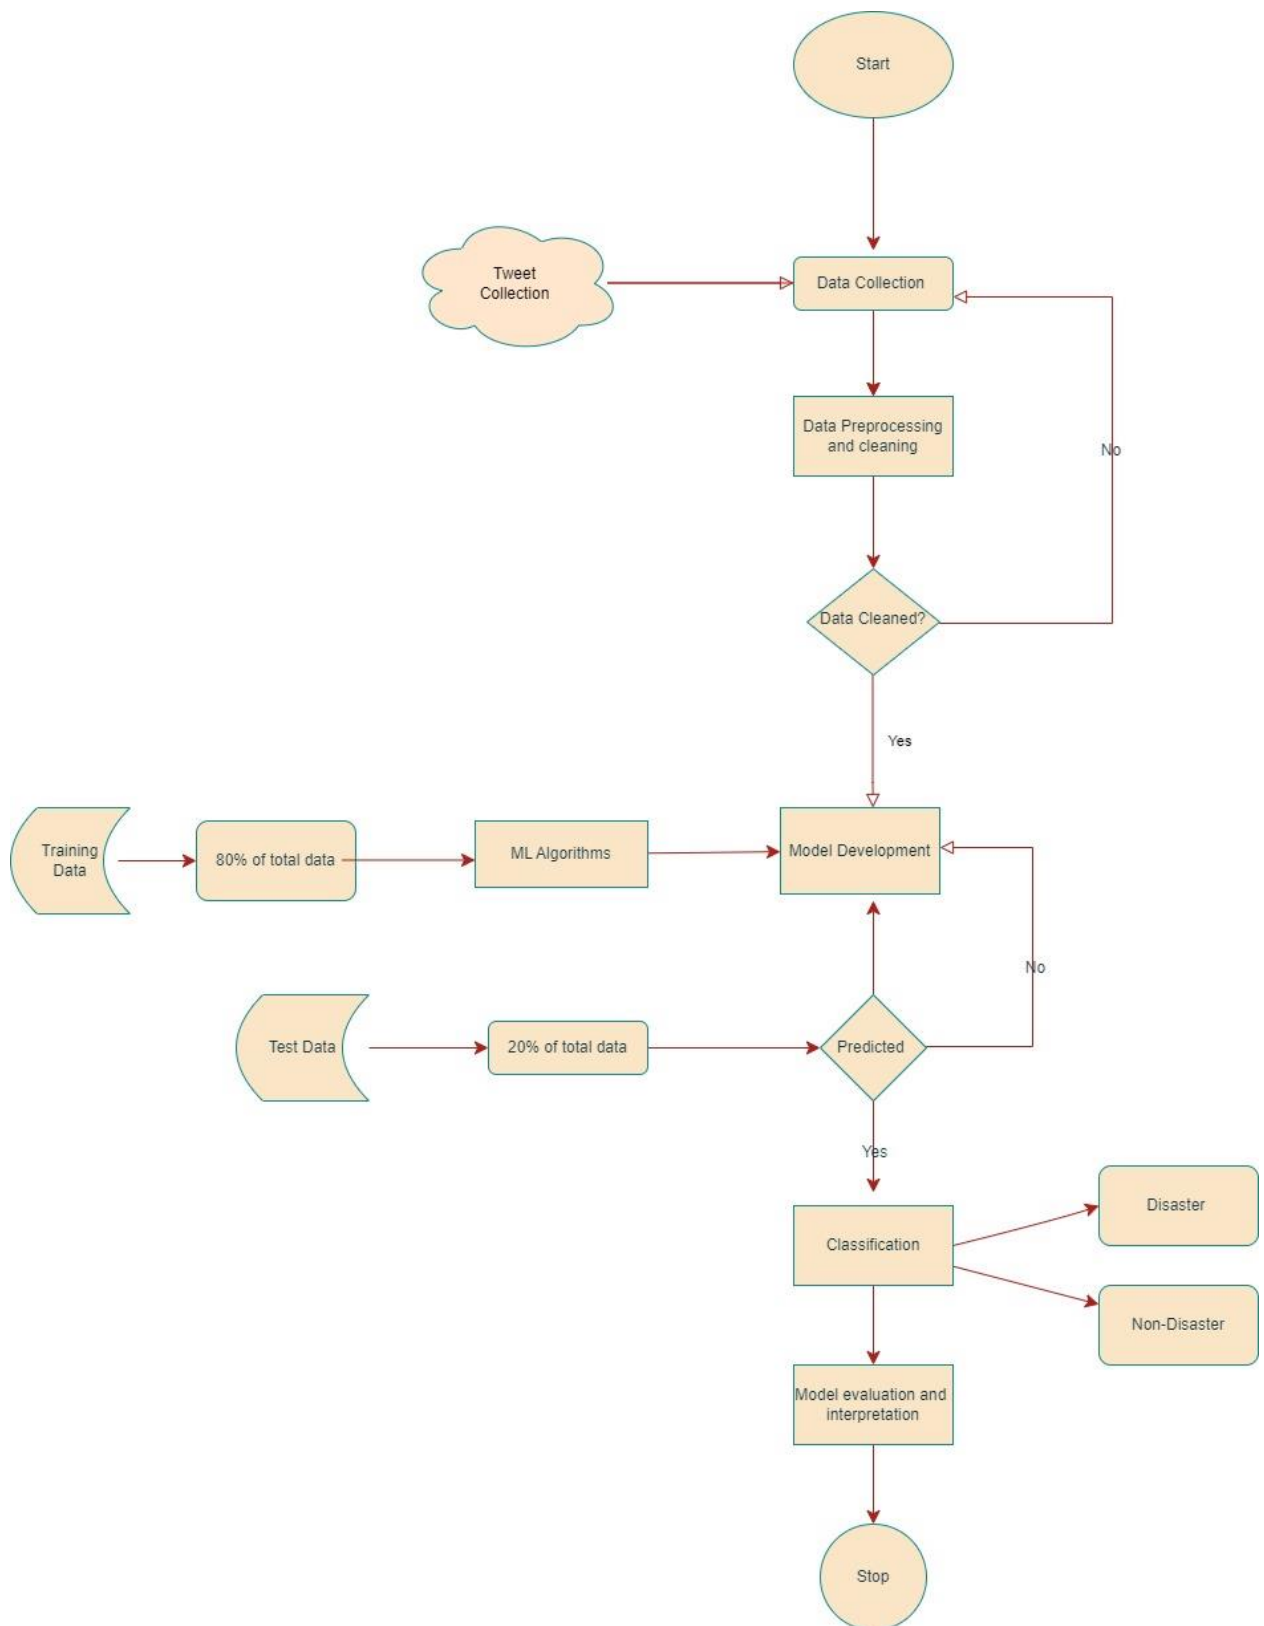 Start
Tweet
Collection
Data Collection
Data Preprocessing
and cleaning
No
Data Cleaned?
Yes
Training
Data
80% of total data
ML Algorithms
Model Development
No
Test Data
20% of total data
Predicted
Yes
Disaster
Classification
Non-Disaster
Model evaluation and
interpretation
Stop